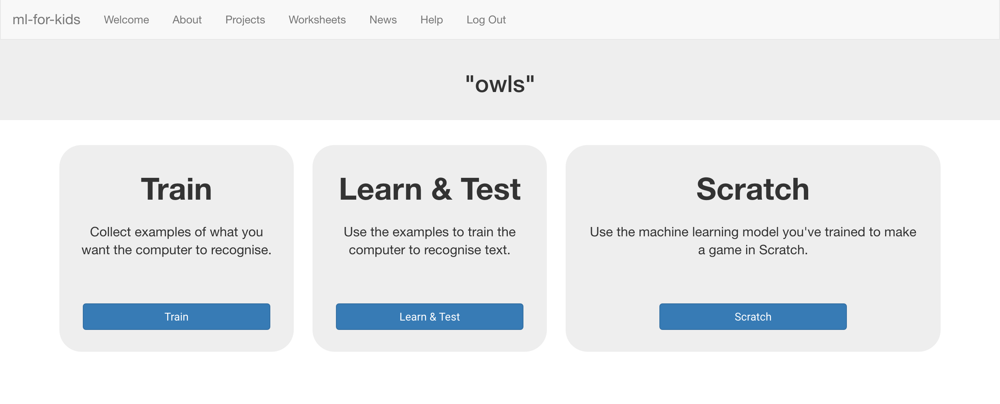 ml-for-kids Welcome About Projects Worksheets News Help Log Out
"owls"
Train
Collect examples of what you
want the computer to recognise.
Train
Learn & Test
Use the examples to train the
computer to recognise text.
Learn & Test
Scratch
Use the machine learning model you've trained to make
a game in Scratch.
Scratch